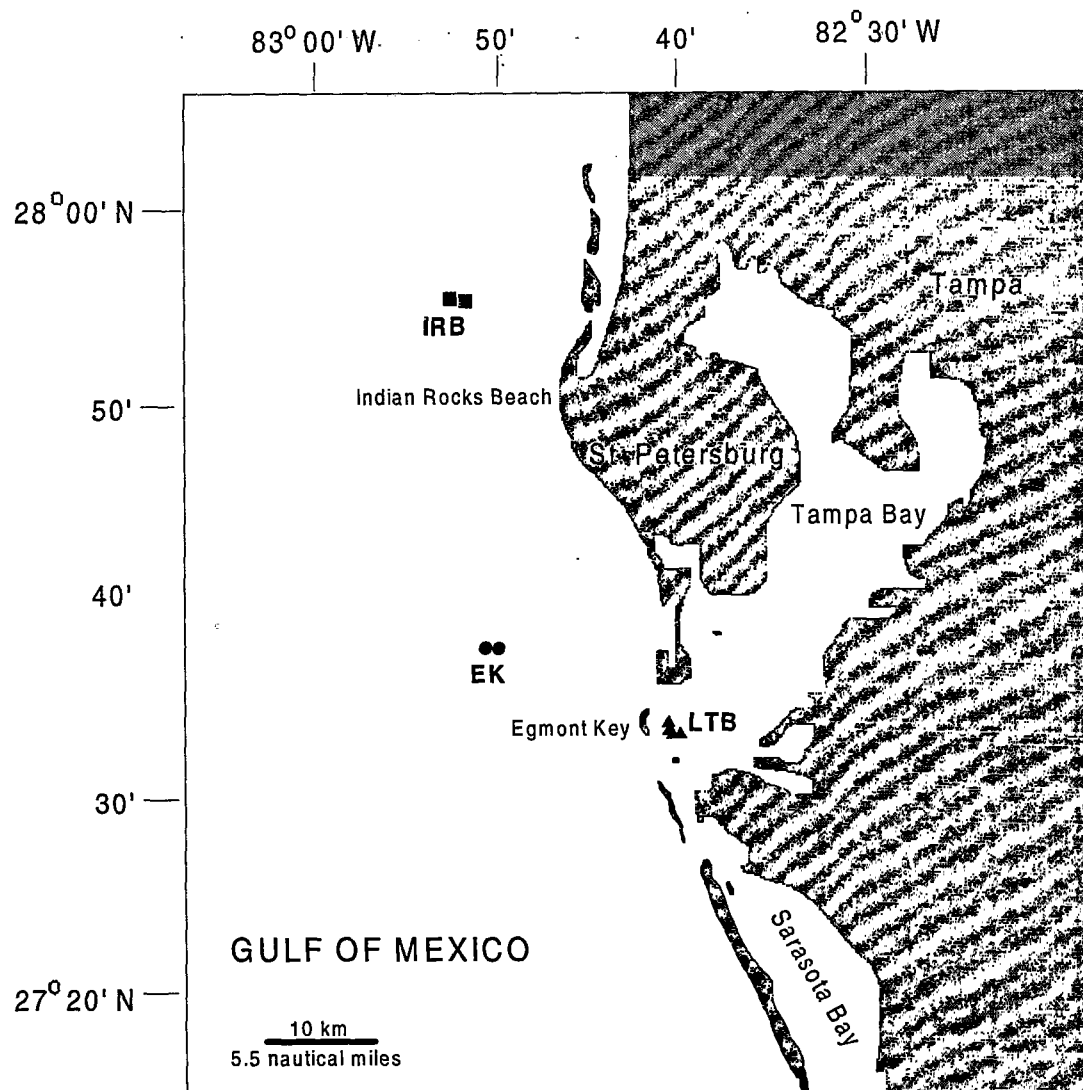 83° 00' W
50'
40'
82° 30' W
28° 00' N
Tampa
IRB
Indian Rocks Beach
50'
St. Petersburg
Tampa Bay
40'
EK
Egmont Key
LTB
30'
Sarasota Bay
GULF OF MEXICO
27° 20' N
10 km
5.5 nautical miles